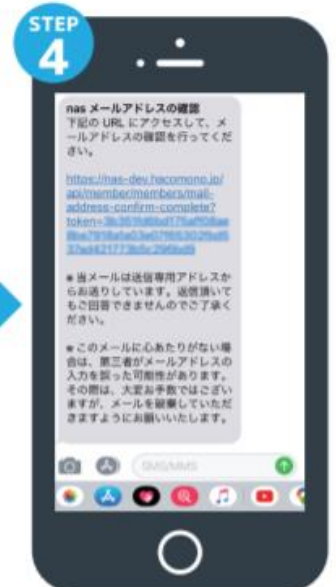 STEP
4
nas メールアドレスの確認
下記の URL にアクセスして、メ
ールアドレスの確認を行ってくだ
さい。
https://nas-dev.hacomono.jp/
api/member/members/mail-
address-confirm-complete?
※ 当メールは送信専用アドレスか
らお送りしています。返信頂いて
もご回答できませんのでご了承く
ださい。
※ このメールに心あたりがない場
合は、第三者がメールアドレスの
入力を誤った可能性があります。
その際は、大変お手数ではござい
ますが、メールを破棄していただ
きますようにお願いいたします。
SMS/MMS